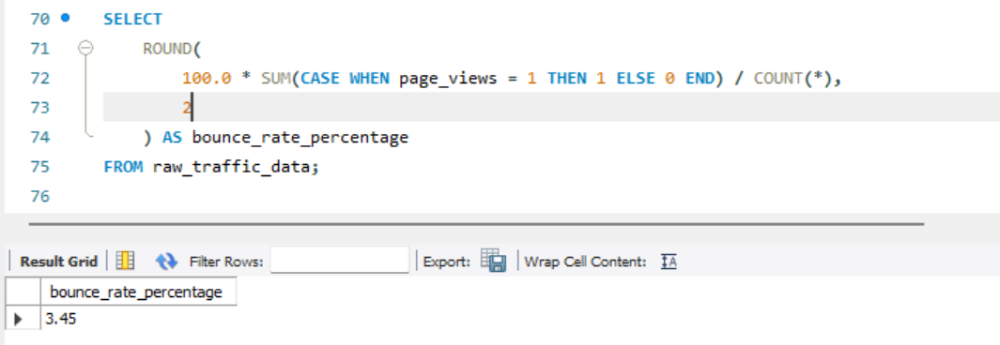 70 SELECT
71 ROUND(
72 100.0 * SUM(CASE WHEN page_views = 1 THEN 1 ELSE 0 END) / COUNT(*),
73 2
74 ) AS bounce_rate_percentage
75 FROM raw_traffic_data;
76
Result Grid Filter Rows: Export: Wrap Cell Content: IA
bounce_rate_percentage
3.45